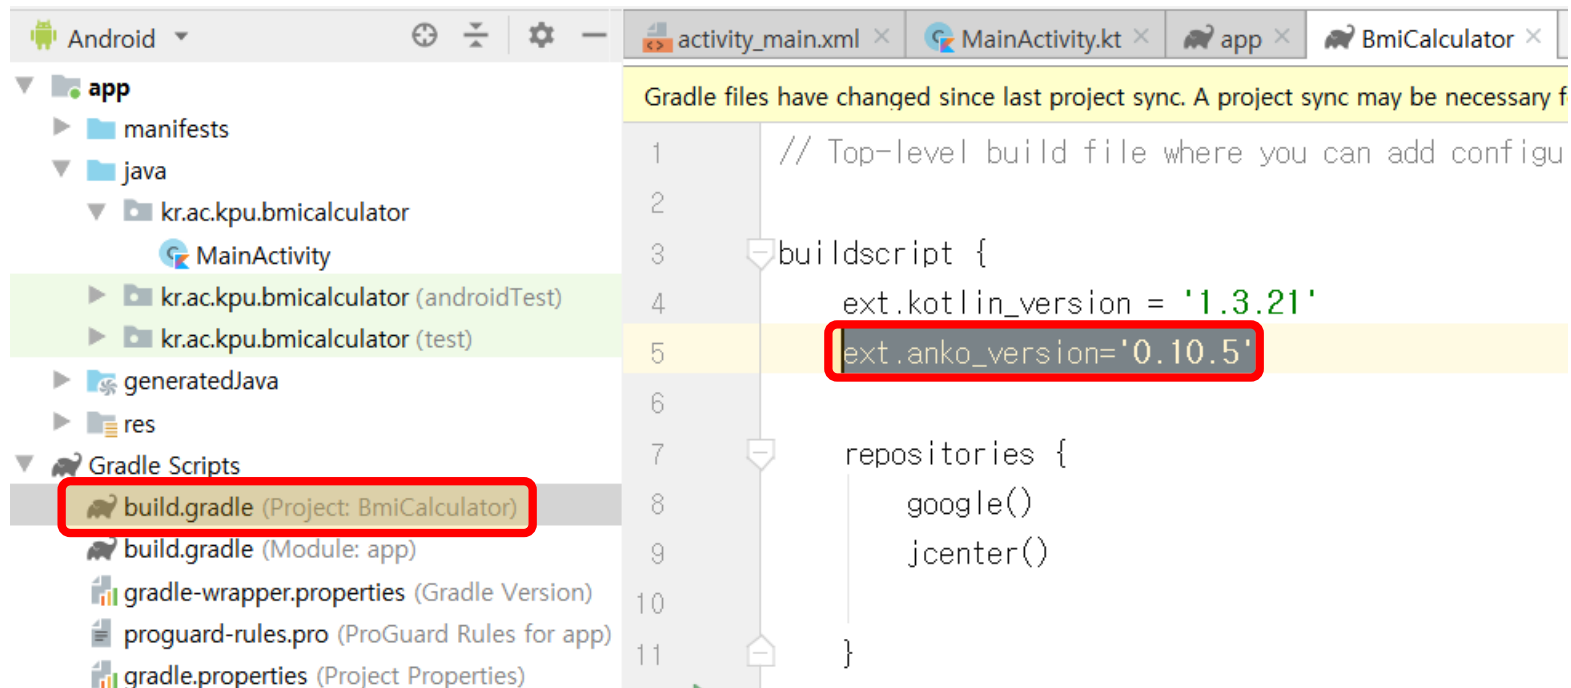 Android
app
manifests
java
kr.ac.kpu.bmicalculator
MainActivity
kr.ac.kpu.bmicalculator (androidTest)
kr.ac.kpu.bmicalculator (test)
generatedJava
res
Gradle Scripts
build.gradle (Project: BmiCalculator)
build.gradle (Module: app)
gradle-wrapper.properties (Gradle Version)
proguard-rules.pro (ProGuard Rules for app)
gradle.properties (Project Properties)
activity_main.xml MainActivity.kt app BmiCalculator
Gradle files have changed since last project sync. A project sync may be necessary f
1 // Top-level build file where you can add configu
2
3 buildscript {
4 ext.kotlin_version = '1.3.21'
5 ext.anko_version='0.10.5'
6
7 repositories {
8 google()
9 jcenter()
10
11 }